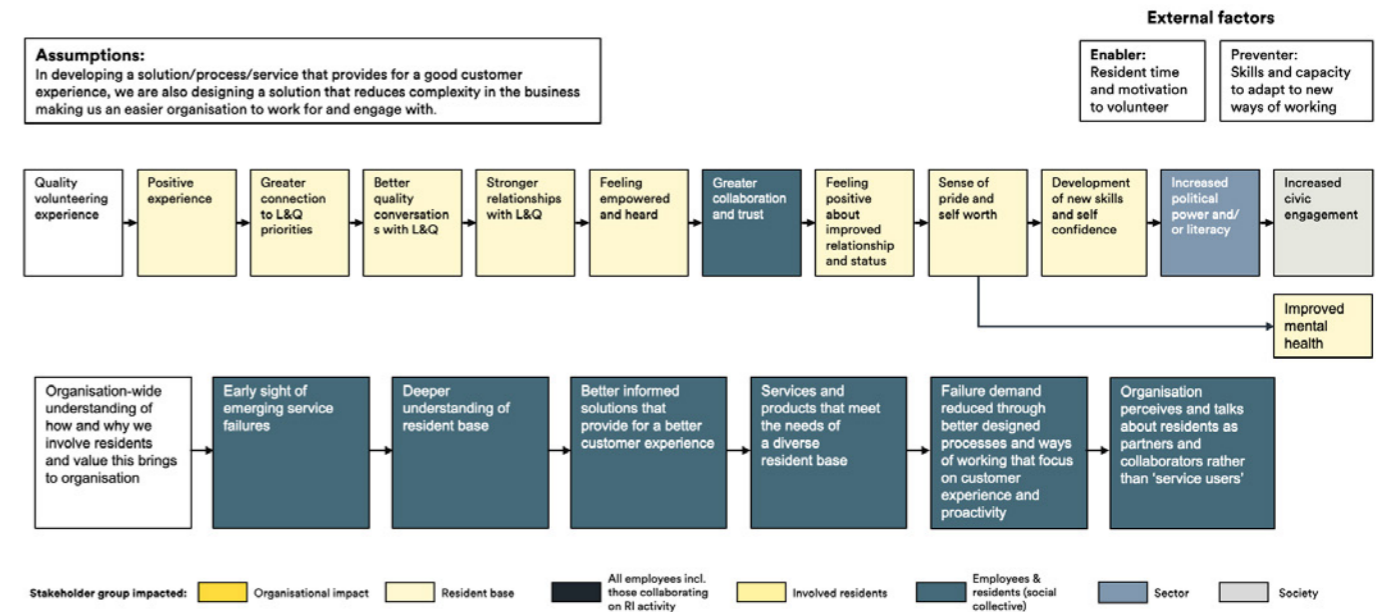 External factors
Assumptions:
In developing a solution/process/service that provides for a good customer
experience, we are also designing a solution that reduces complexity in the business
making us an easier organisation to work for and engage with.
Enabler:
Resident time
and motivation
to volunteer
Preventer:
Skills and capacity
to adapt to new
ways of working
Quality
volunteering
experience
Positive
experience
Greater
connection
to L&Q
priorities
Better
quality
conversation
s with L&Q
Stronger
relationships
with L&Q
Feeling
empowered
and heard
Greater
collaboration
and trust
Feeling
positive
about
improved
relationship
and status
Sense of
pride and
self worth
Development
of new skills
and self
confidence
Increased
political
power and/
or literacy
Increased
civic
engagement
Improved
mental
health
Organisation-wide
understanding of
how and why we
involve residents
and value this brings
to organisation
Early sight of
emerging service
failures
Deeper
understanding of
resident base
Better informed
solutions that
provide for a better
customer experience
Services and
products that meet
the needs of
a diverse
resident base
Failure demand
reduced through
better designed
processes and ways
of working that focus
on customer
experience and
proactivity
Organisation
perceives and talks
about residents as
partners and
collaborators rather
than 'service users'
Stakeholder group impacted:
Organisational impact
Resident base
All employees incl.
those collaborating
on RI activity
Involved residents
Employees &
residents (social
collective)
Sector
Society